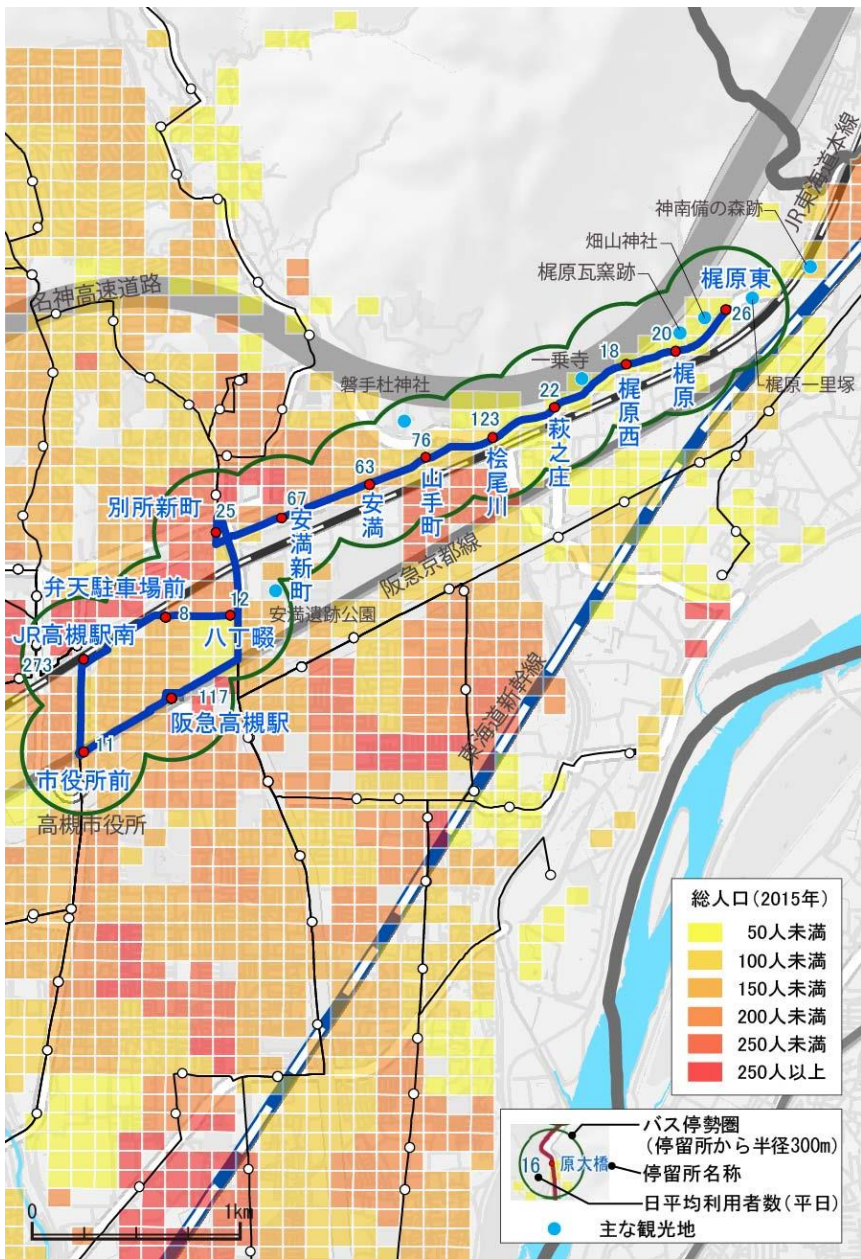 JR東海道本線
神南備の森跡
畑山神社
梶原瓦窯跡
梶原東
名神高速道路
26
20
一乗寺
18
梶原
梶原一里塚
磐手杜神社
22
梶原西
123
萩之庄
76
桧尾川
63
山手町
別所新町
25
67
安満
安満新町
阪急京都線
弁天駐車場前
安満遺跡公園
12
8
八丁畷
JR高槻駅南
273
東海道新幹線
117
阪急高槻駅
11
市役所前
高槻市役所
総人口(2015年)
50人未満
100人未満
150人未満
200人未満
250人未満
250人以上
バス停勢圏
(停留所から半径300m)
16
原大橋
停留所名称
日平均利用者数(平日)
主な観光地
0
1km